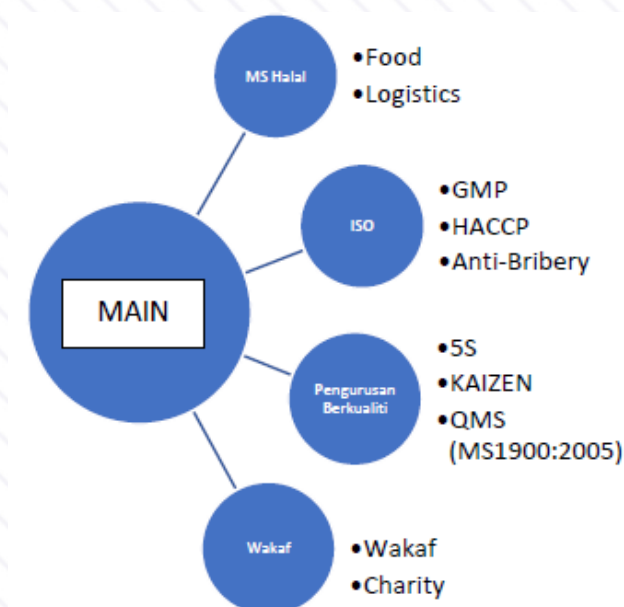 MS Halal
•Food
•Logistics
ISO
•GMP
•HACCP
•Anti-Bribery
MAIN
Pengurusan
Berkualiti
•5S
•KAIZEN
•QMS
(MS1900:2005)
Wakaf
•Wakaf
•Charity